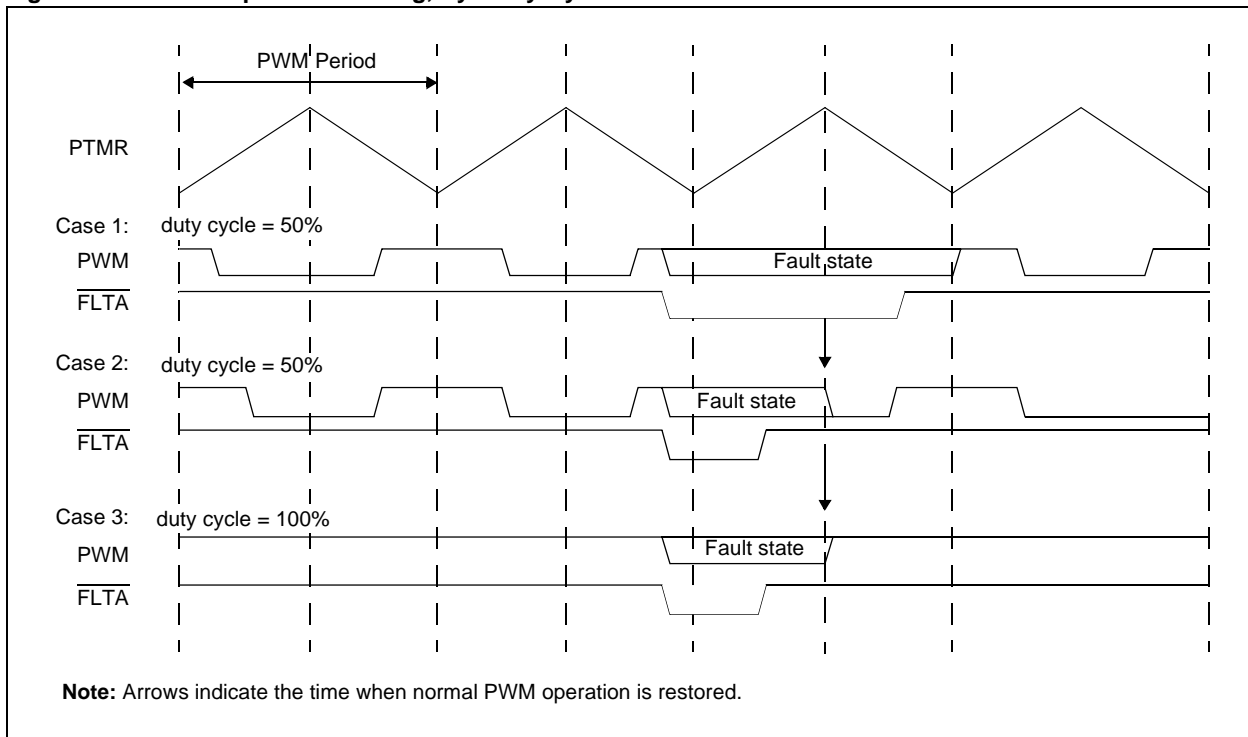 PWM Period
PTMR
Case 1: duty cycle = 50%
PWM
Fault state
FLTA
Case 2: duty cycle = 50%
PWM
Fault state
FLTA
Case 3: duty cycle = 100%
PWM
Fault state
FLTA
Note: Arrows indicate the time when normal PWM operation is restored.